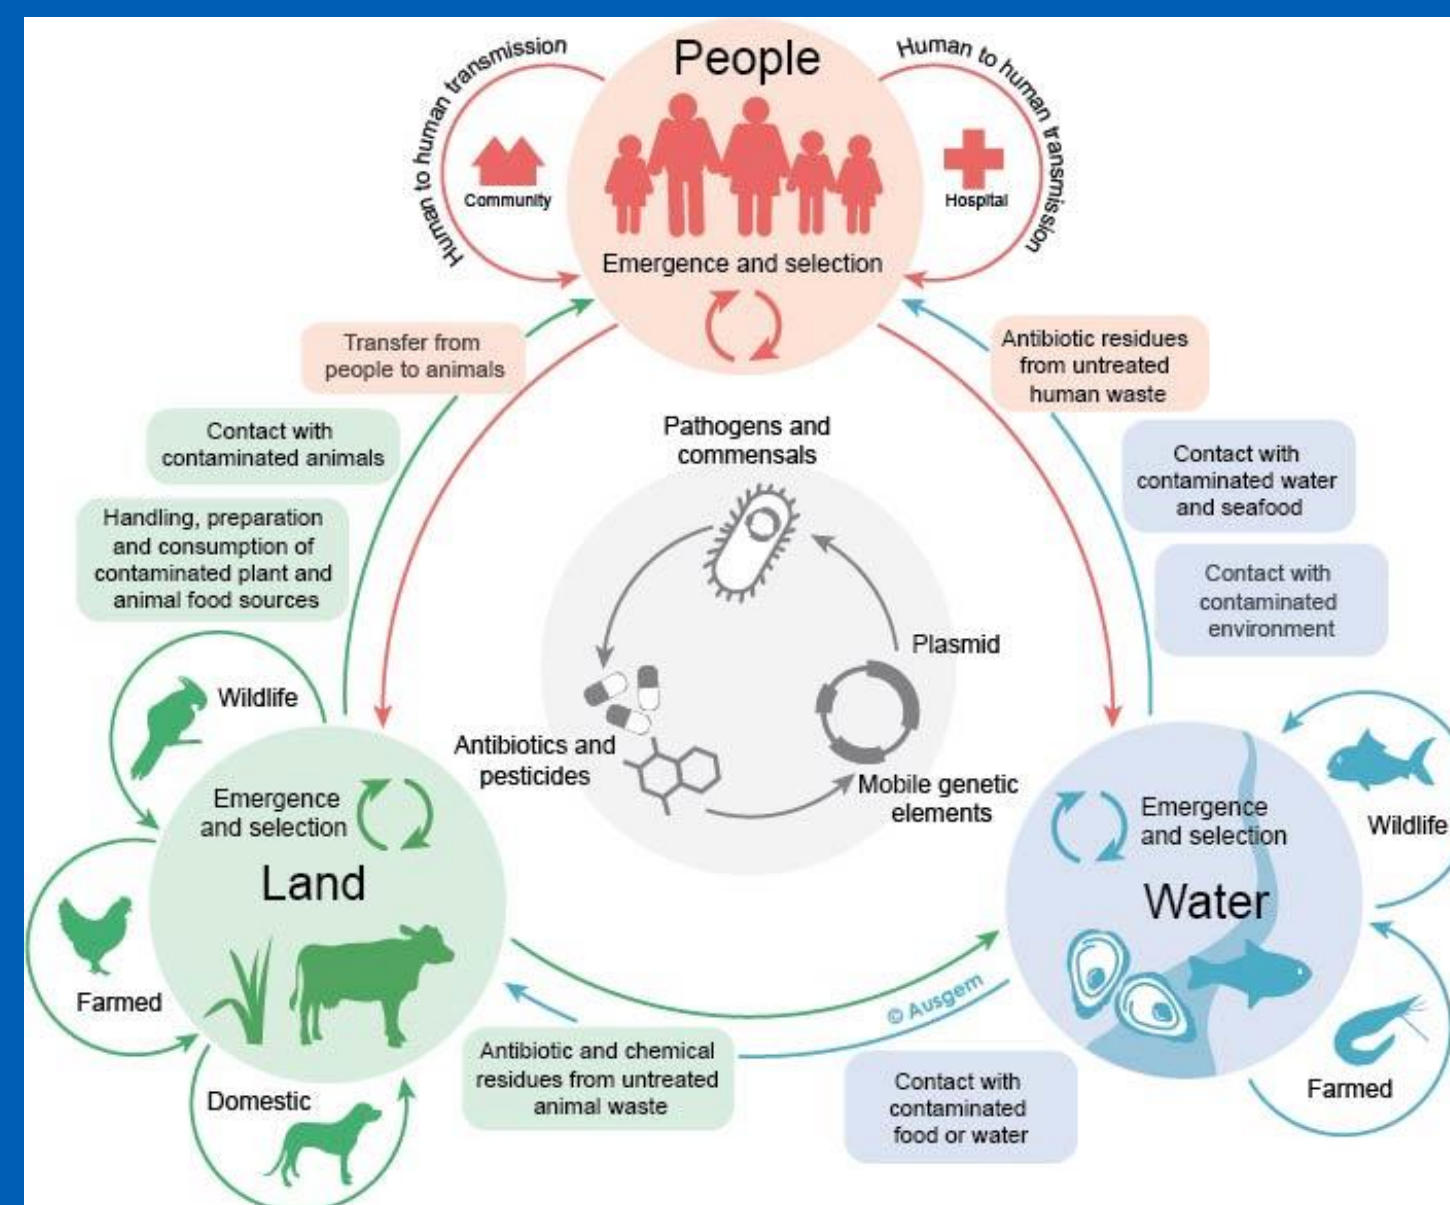 Human to human transmission
People
Human to human transmission
Community
Hospital
Emergence and selection
Transfer from
people to animals
Antibiotic residues
from untreated
human waste
Contact with
contaminated animals
Pathogens and
commensals
Contact with
contaminated water
and seafood
Handling, preparation
and consumption of
contaminated plant and
animal food sources
Contact with
contaminated
environment
Plasmid
Wildlife
Antibiotics and
pesticides
Mobile genetic
elements
Emergence
and selection
Land
Emergence
and selection
Water
Wildlife
Farmed
© Ausgem
Antibiotic and chemical
residues from untreated
animal waste
Contact with
contaminated
food or water
Farmed
Domestic